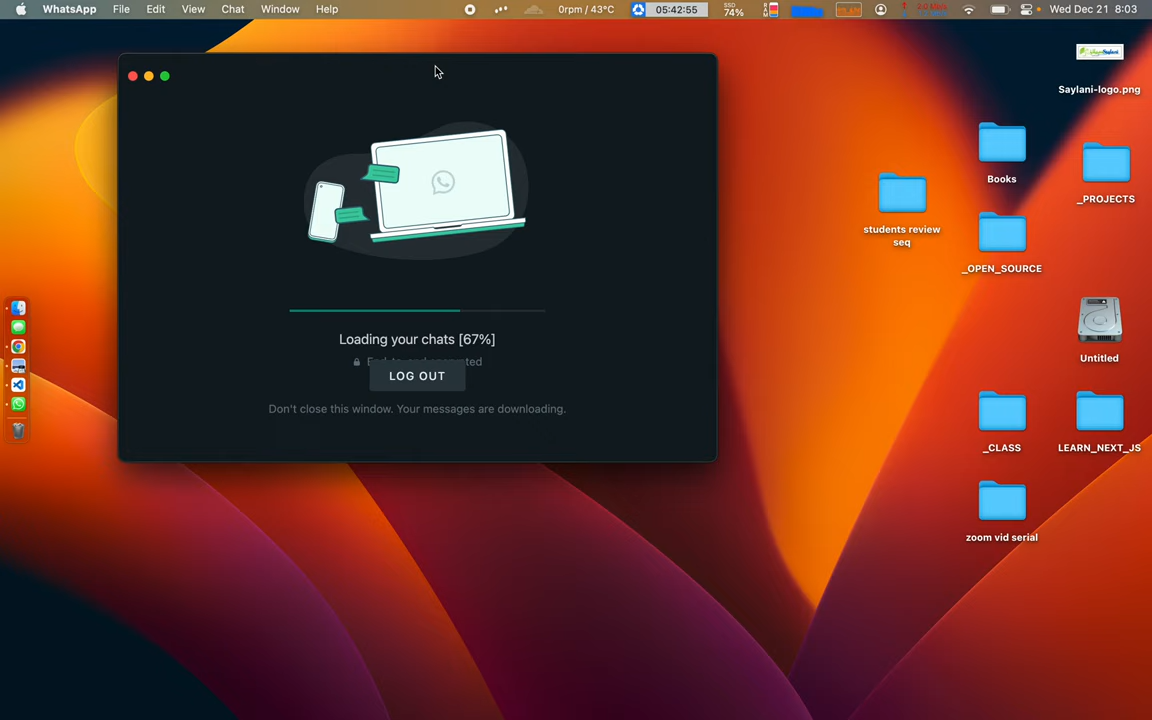 WhatsApp File Edit View Chat Window Help 0rpm / 43°C 05:42:55 SSD 74% Wed Dec 21 8:03
Saylani-logo.png
Books
_PROJECTS
students review
seq
_OPEN_SOURCE
Untitled
_CLASS
LEARN_NEXT_JS
zoom vid serial
Loading your chats [67%]
LOG OUT
Don't close this window. Your messages are downloading.